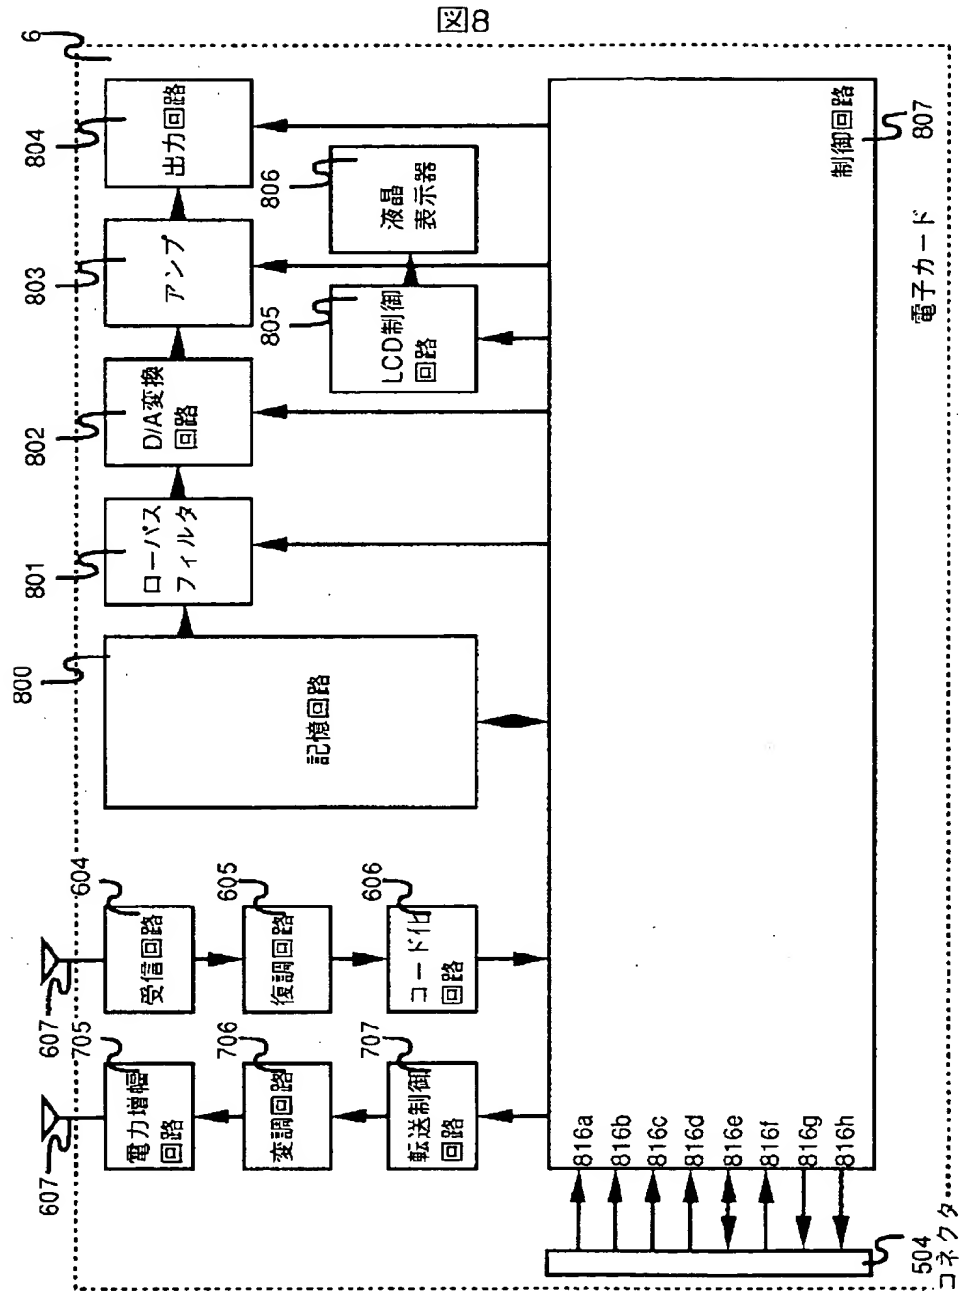 図8
6
804
出力回路
803
アンプ
802
D/A変換
回路
801
ローパス
フィルタ
800
記憶回路
806
液晶
表示器
805
LCD制御
回路
制御回路
807
電子カード
607
604
受信回路
605
復調回路
606
コード化
回路
607
705
電力増幅
回路
706
変調回路
707
転送制御
回路
816a
816b
816c
816d
816e
816f
816g
816h
504
コネクタ